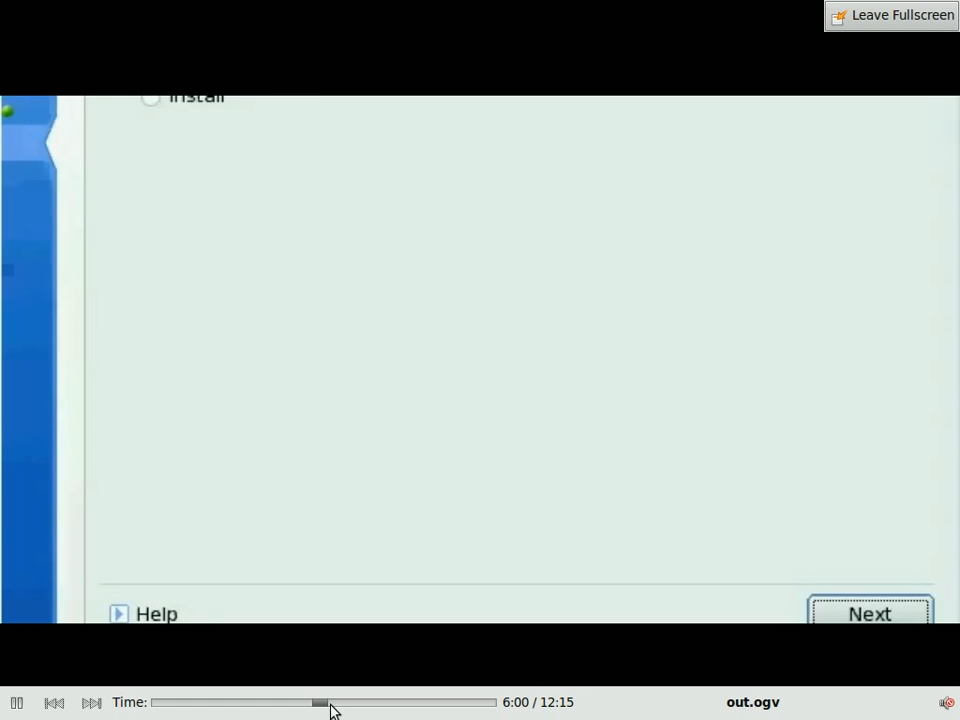 Leave Fullscreen
Install
Help
Next
Time:
6:00 / 12:15
out.ogv